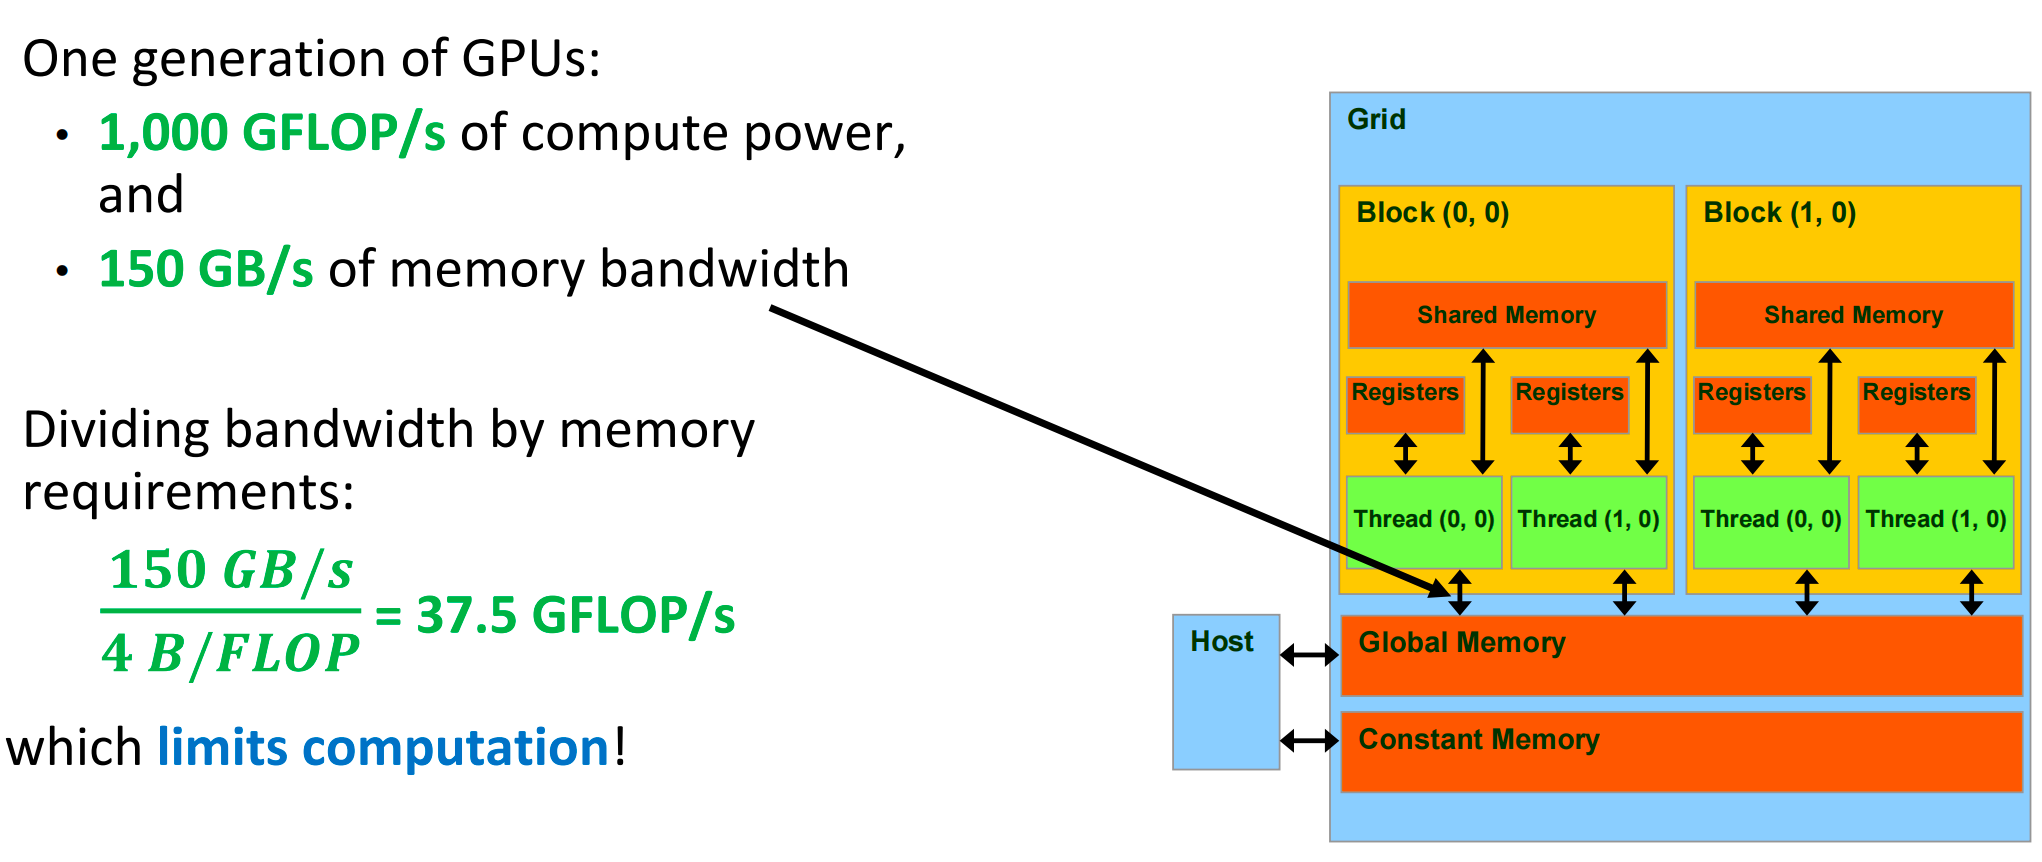 One generation of GPUs:
• 1,000 GFLOP/s of compute power,
and
• 150 GB/s of memory bandwidth
Dividing bandwidth by memory
requirements:
150 GB/s
4 B/FLOP
= 37.5 GFLOP/s
which limits computation!
Grid
Block (0, 0)
Block (1, 0)
Shared Memory
Shared Memory
Registers
Registers
Registers
Registers
Thread (0, 0)
Thread (1, 0)
Thread (0, 0)
Thread (1, 0)
Host
Global Memory
Constant Memory